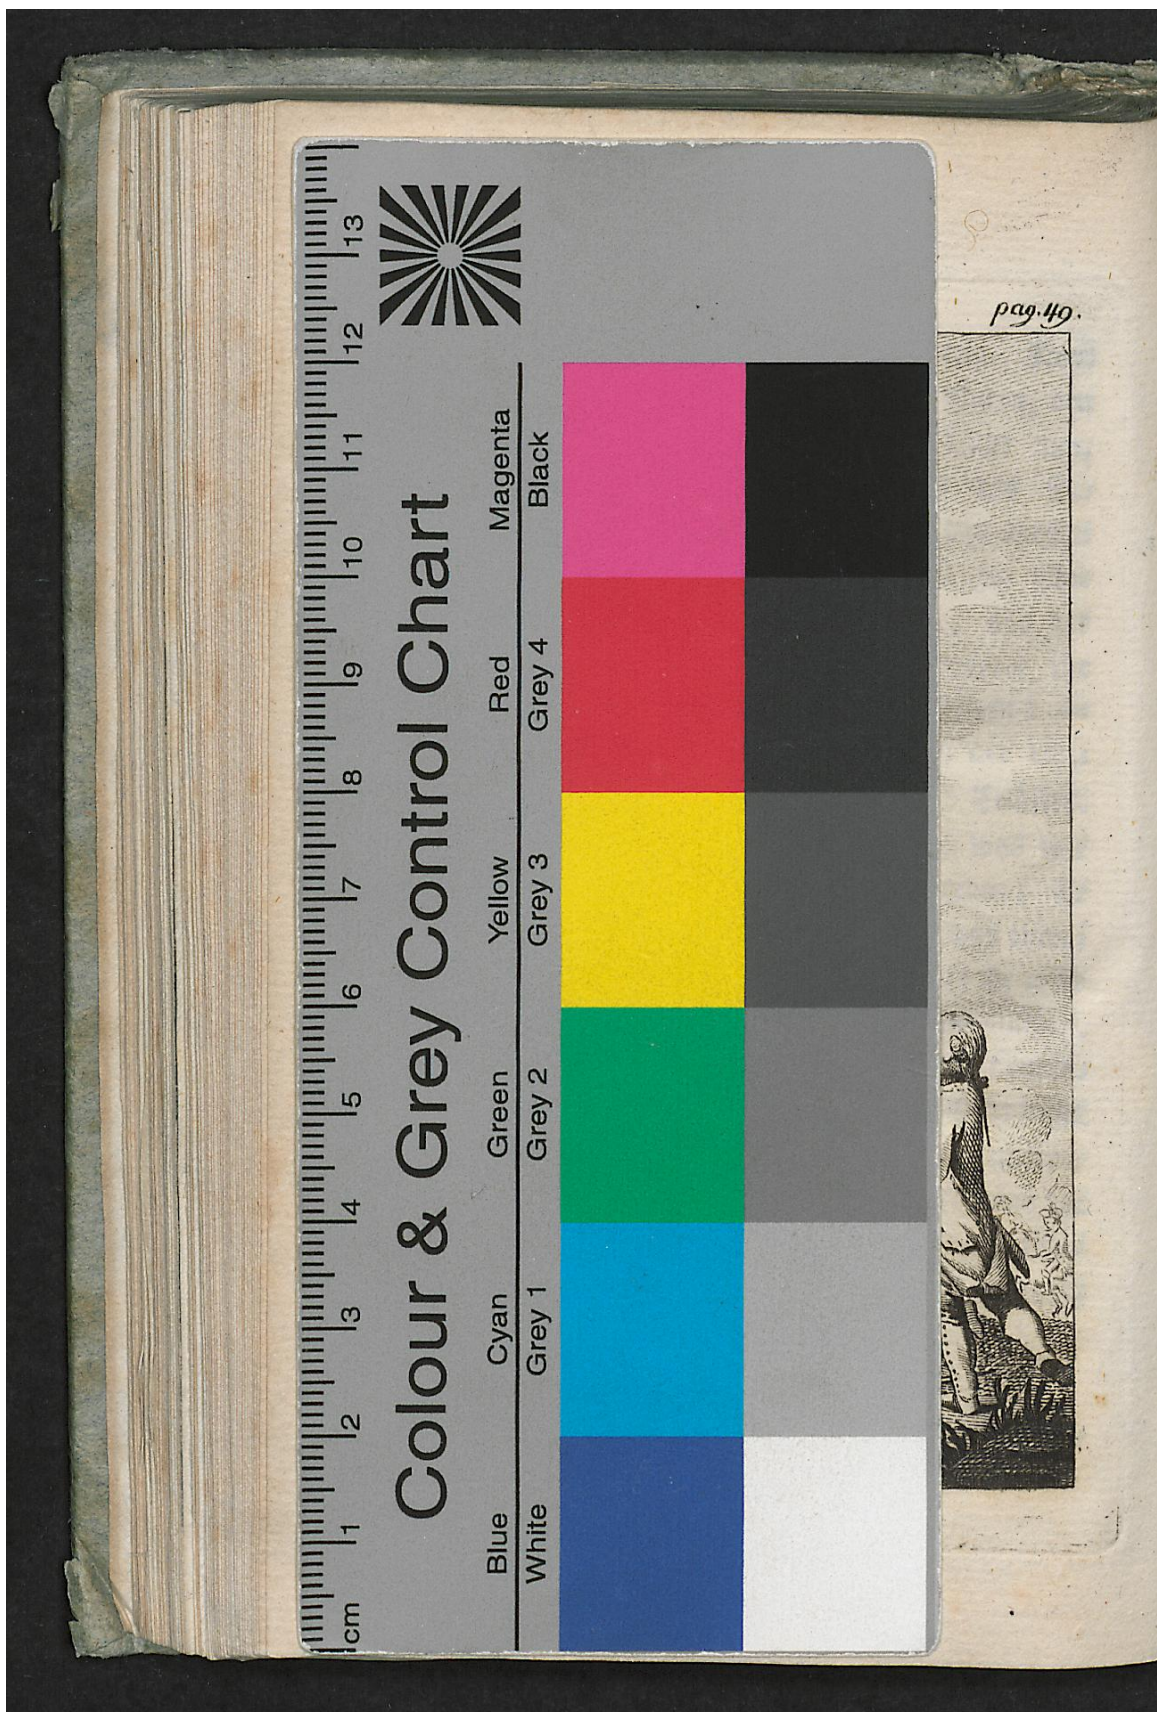 pag. 49.
Colour & Grey Control Chart
Blue Cyan Green Yellow Red Magenta
White Grey 1 Grey 2 Grey 3 Grey 4 Black
cm 1 2 3 4 5 6 7 8 9 10 11 12 13